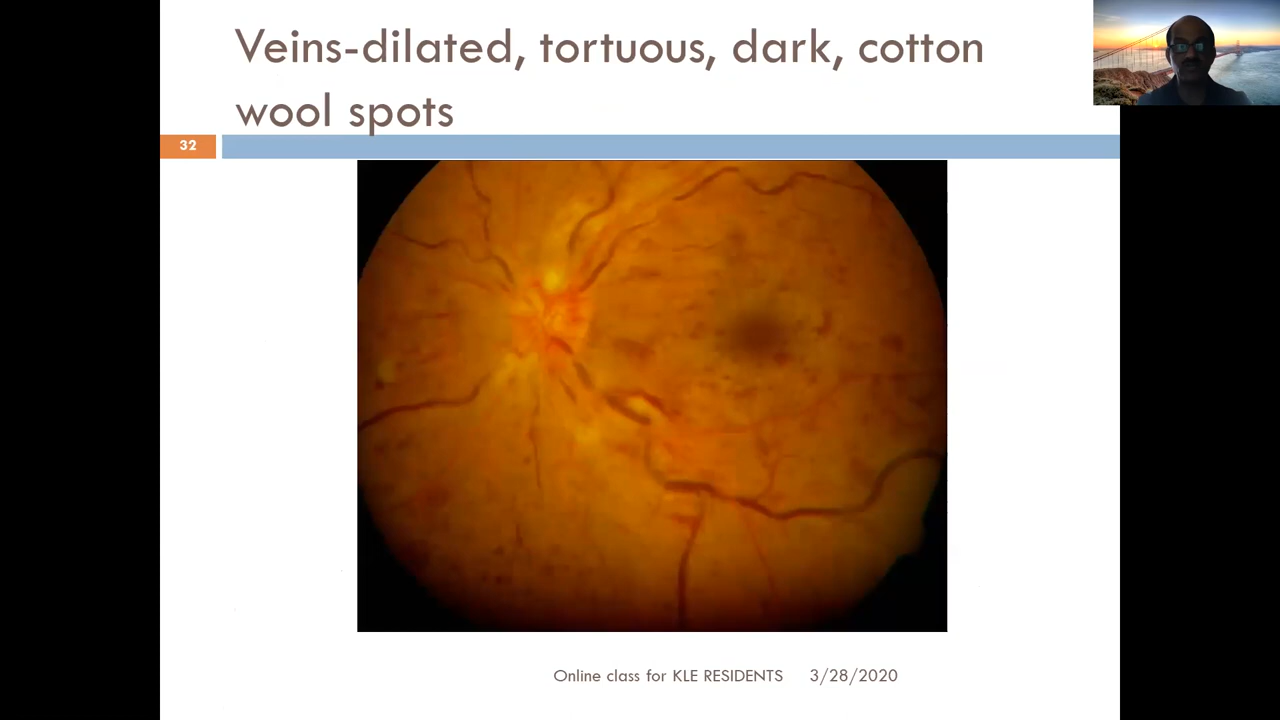 Veins-dilated, tortuous, dark, cotton
wool spots
32
Online class for KLE RESIDENTS 3/28/2020